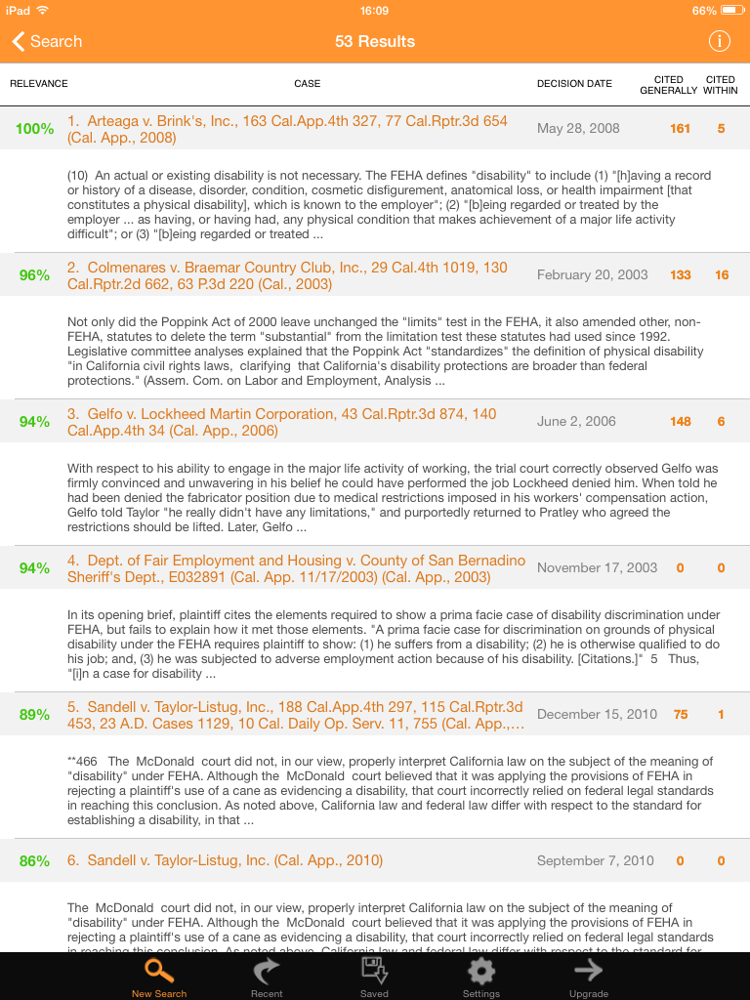 iPad 16:09 66%
Search 53 Results i
RELEVANCE CASE DECISION DATE CITED GENERALLY CITED WITHIN
100% 1. Arteaga v. Brink's, Inc., 163 Cal.App.4th 327, 77 Cal.Rptr.3d 654 May 28, 2008 161 5
(Cal. App., 2008)
(10) An actual or existing disability is not necessary. The FEHA defines "disability" to include (1) "[h]aving a record
or history of a disease, disorder, condition, cosmetic disfigurement, anatomical loss, or health impairment [that
constitutes a physical disability], which is known to the employer"; (2) "[b]eing regarded or treated by the
employer ... as having, or having had, any physical condition that makes achievement of a major life activity
difficult"; or (3) "[b]eing regarded or treated ...
96% 2. Colmenares v. Braemar Country Club, Inc., 29 Cal.4th 1019, 130 February 20, 2003 133 16
Cal.Rptr.2d 662, 63 P.3d 220 (Cal., 2003)
Not only did the Poppink Act of 2000 leave unchanged the "limits" test in the FEHA, it also amended other, non-
FEHA, statutes to delete the term "substantial" from the limitation test these statutes had used since 1992.
Legislative committee analyses explained that the Poppink Act "standardizes" the definition of physical disability
"in California civil rights laws, clarifying that California's disability protections are broader than federal
protections." (Assem. Com. on Labor and Employment, Analysis ...
94% 3. Gelfo v. Lockheed Martin Corporation, 43 Cal.Rptr.3d 874, 140 June 2, 2006 148 6
Cal.App.4th 34 (Cal. App., 2006)
With respect to his ability to engage in the major life activity of working, the trial court correctly observed Gelfo was
firmly convinced and unwavering in his belief he could have performed the job Lockheed denied him. When told he
had been denied the fabricator position due to medical restrictions imposed in his workers' compensation action,
Gelfo told Taylor "he really didn't have any limitations," and purportedly returned to Pratley who agreed the
restrictions should be lifted. Later, Gelfo ...
94% 4. Dept. of Fair Employment and Housing v. County of San Bernadino November 17, 2003 0 0
Sheriff's Dept., E032891 (Cal. App. 11/17/2003) (Cal. App., 2003)
In its opening brief, plaintiff cites the elements required to show a prima facie case of disability discrimination under
FEHA, but fails to explain how it met those elements. "A prima facie case for discrimination on grounds of physical
disability under the FEHA requires plaintiff to show: (1) he suffers from a disability; (2) he is otherwise qualified to do
his job; and, (3) he was subjected to adverse employment action because of his disability. [Citations.]" 5 Thus,
"[i]n a case for disability ...
89% 5. Sandell v. Taylor-Listug, Inc., 188 Cal.App.4th 297, 115 Cal.Rptr.3d December 15, 2010 75 1
453, 23 A.D. Cases 1129, 10 Cal. Daily Op. Serv. 11, 755 (Cal. App.,...
**466 The McDonald court did not, in our view, properly interpret California law on the subject of the meaning of
"disability" under FEHA. Although the McDonald court believed that it was applying the provisions of FEHA in
rejecting a plaintiff's use of a cane as evidencing a disability, that court incorrectly relied on federal legal standards
in reaching this conclusion. As noted above, California law and federal law differ with respect to the standard for
establishing a disability, in that ...
86% 6. Sandell v. Taylor-Listug, Inc. (Cal. App., 2010) September 7, 2010 0 0
The McDonald court did not, in our view, properly interpret California law on the subject of the meaning of
"disability" under FEHA. Although the McDonald court believed that it was applying the provisions of FEHA in
rejecting a plaintiff's use of a cane as evidencing a disability, that court incorrectly relied on federal legal standards
in reaching this conclusion. As noted above, California law and federal law differ with respect to the standard for
New Search Recent Saved Settings Upgrade